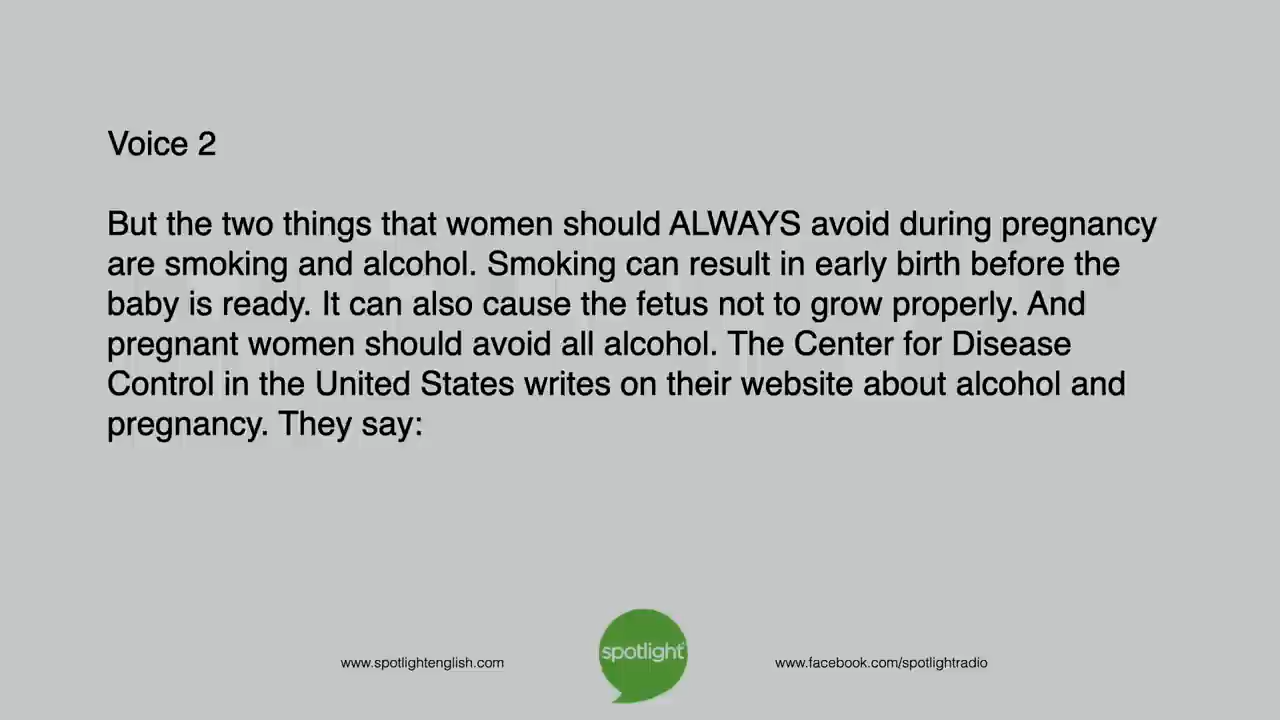 Voice 2
But the two things that women should ALWAYS avoid during pregnancy
are smoking and alcohol. Smoking can result in early birth before the
baby is ready. It can also cause the fetus not to grow properly. And
pregnant women should avoid all alcohol. The Center for Disease
Control in the United States writes on their website about alcohol and
pregnancy. They say:
www.spotlightenglish.com
spotlight
www.facebook.com/spotlightradio